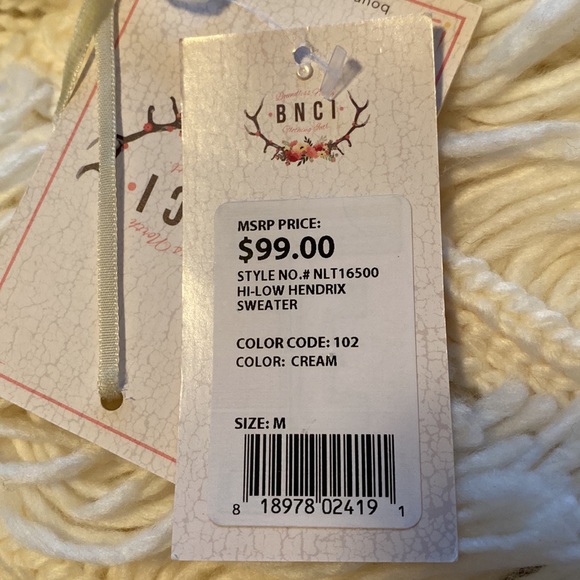 BNCI
MSRP PRICE:
$99.00
STYLE NO.# NLT16500
HI-LOW HENDRIX
SWEATER
COLOR CODE: 102
COLOR: CREAM
SIZE: M
8 18978 02419 1